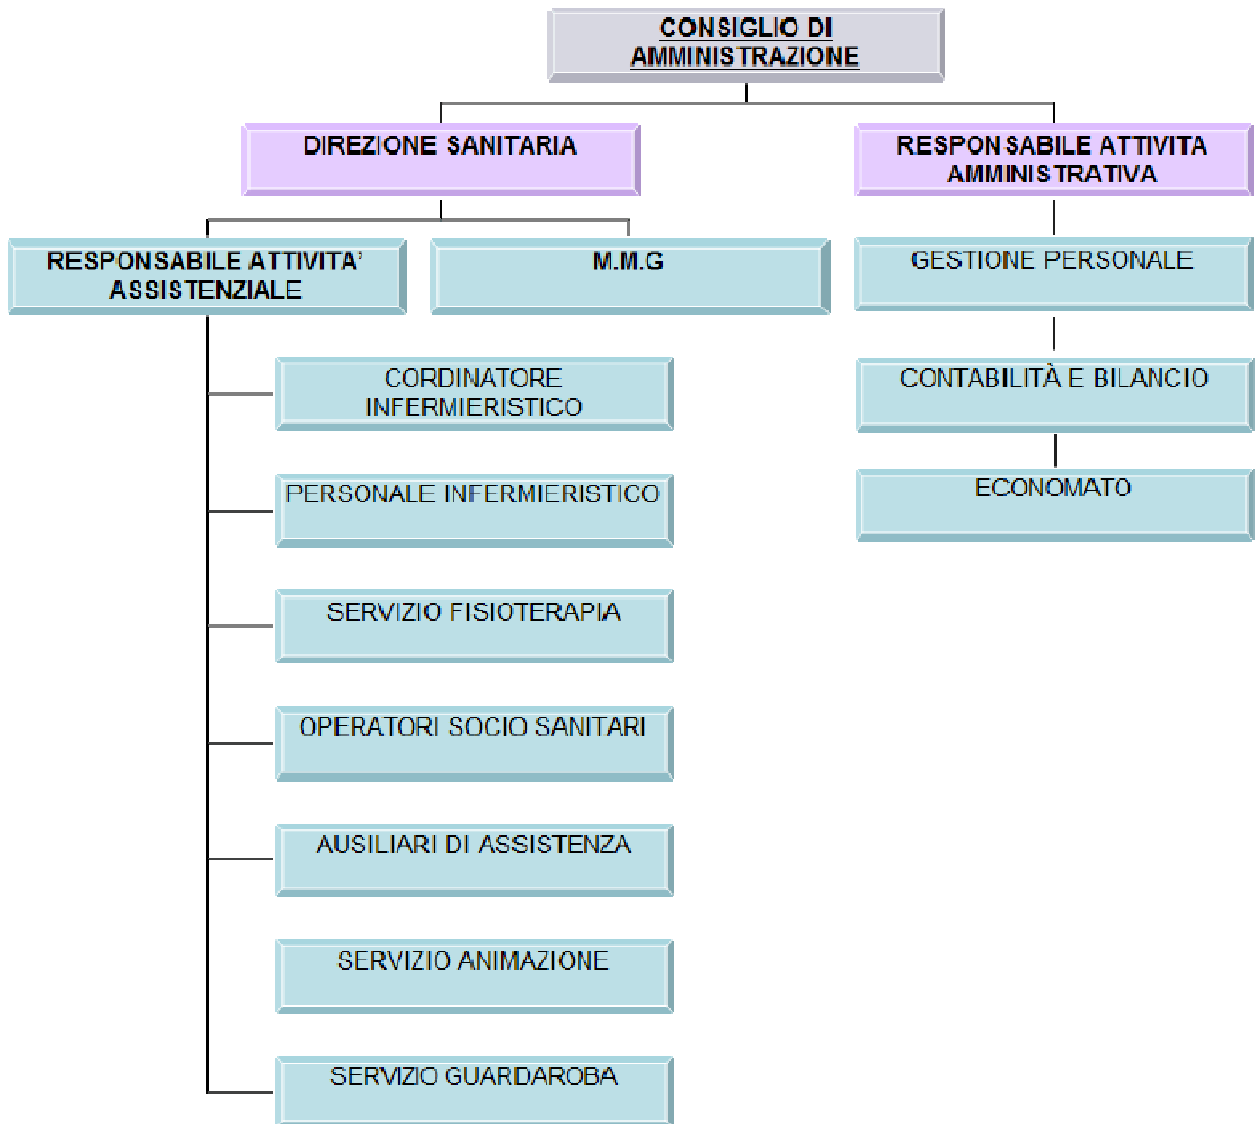 CONSIGLIO DI
AMMINISTRAZIONE
DIREZIONE SANITARIA
RESPONSABILE ATTIVITA
AMMINISTRATIVA
RESPONSABILE ATTIVITA'
ASSISTENZIALE
M.M.G
GESTIONE PERSONALE
CORDINATORE
INFERMIERISTICO
CONTABILITÀ E BILANCIO
PERSONALE INFERMIERISTICO
ECONOMATO
SERVIZIO FISIOTERAPIA
OPERATORI SOCIO SANITARI
AUSILIARI DI ASSISTENZA
SERVIZIO ANIMAZIONE
SERVIZIO GUARDAROBA